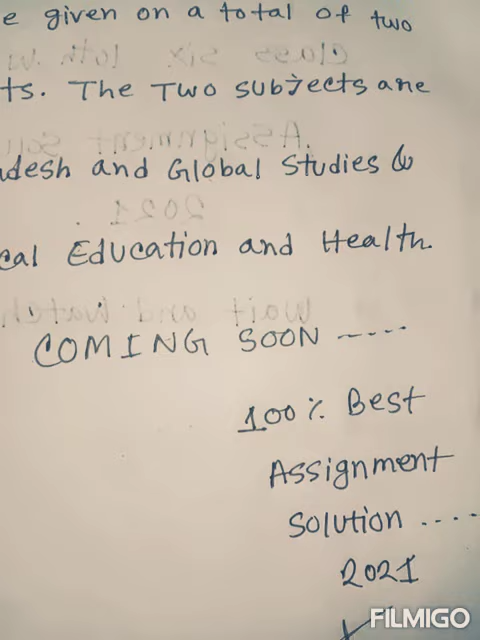 e given on a total of two
ts. The Two subjects are
desh and Global Studies &
cal Education and Health.
COMING SOON -----
100% Best
Assignment
Solution ....
2021
FILMIGO